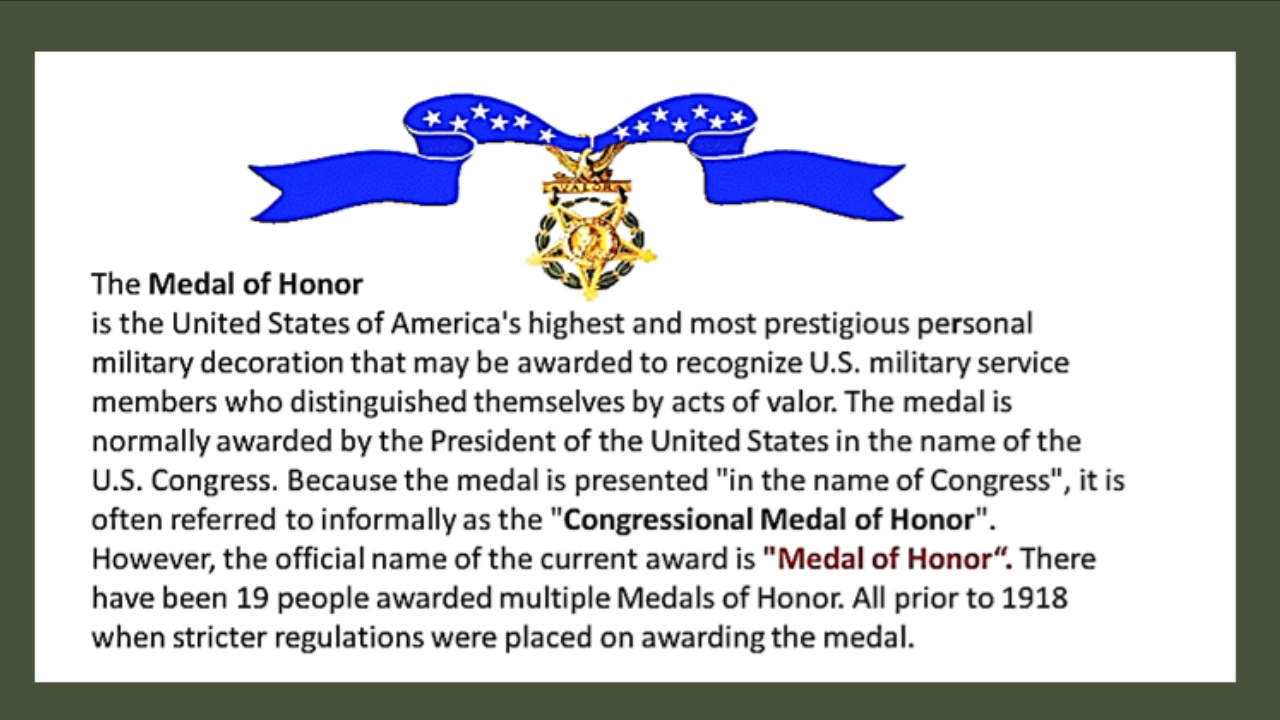 VALOR
The Medal of Honor
is the United States of America's highest and most prestigious personal
military decoration that may be awarded to recognize U.S. military service
members who distinguished themselves by acts of valor. The medal is
normally awarded by the President of the United States in the name of the
U.S. Congress. Because the medal is presented "in the name of Congress", it is
often referred to informally as the "Congressional Medal of Honor".
However, the official name of the current award is "Medal of Honor“. There
have been 19 people awarded multiple Medals of Honor. All prior to 1918
when stricter regulations were placed on awarding the medal.